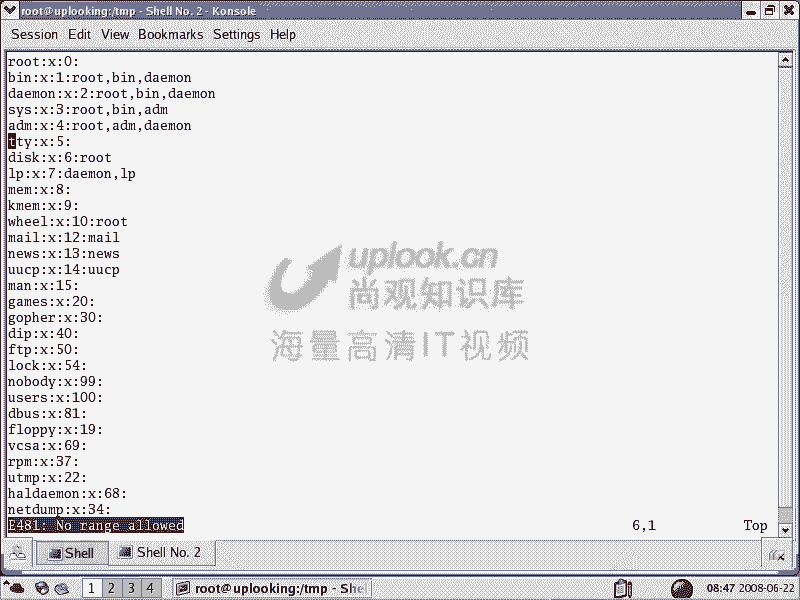 root@uplooking:/tmp - Shell No. 2 - Konsole
Session Edit View Bookmarks Settings Help
root:x:0:
bin:x:1:root,bin,daemon
daemon:x:2:root,bin,daemon
sys:x:3:root,bin,adm
adm:x:4:root,adm,daemon
tty:x:5:
disk:x:6:root
lp:x:7:daemon,lp
mem:x:8:
kmem:x:9:
wheel:x:10:root
mail:x:12:mail
news:x:13:news
uucp:x:14:uucp
man:x:15:
games:x:20:
gopher:x:30:
dip:x:40:
ftp:x:50:
lock:x:54:
nobody:x:99:
users:x:100:
dbus:x:81:
floppy:x:19:
vcsa:x:69:
rpm:x:37:
utmp:x:22:
haldaemon:x:68:
netdump:x:34:
E481: No range allowed 6,1 Top
uplook.cn
尚观知识库
海量高清IT视频
Shell Shell No. 2
1 2 3 4 root@uplooking:/tmp - She 08:47 2008-06-22